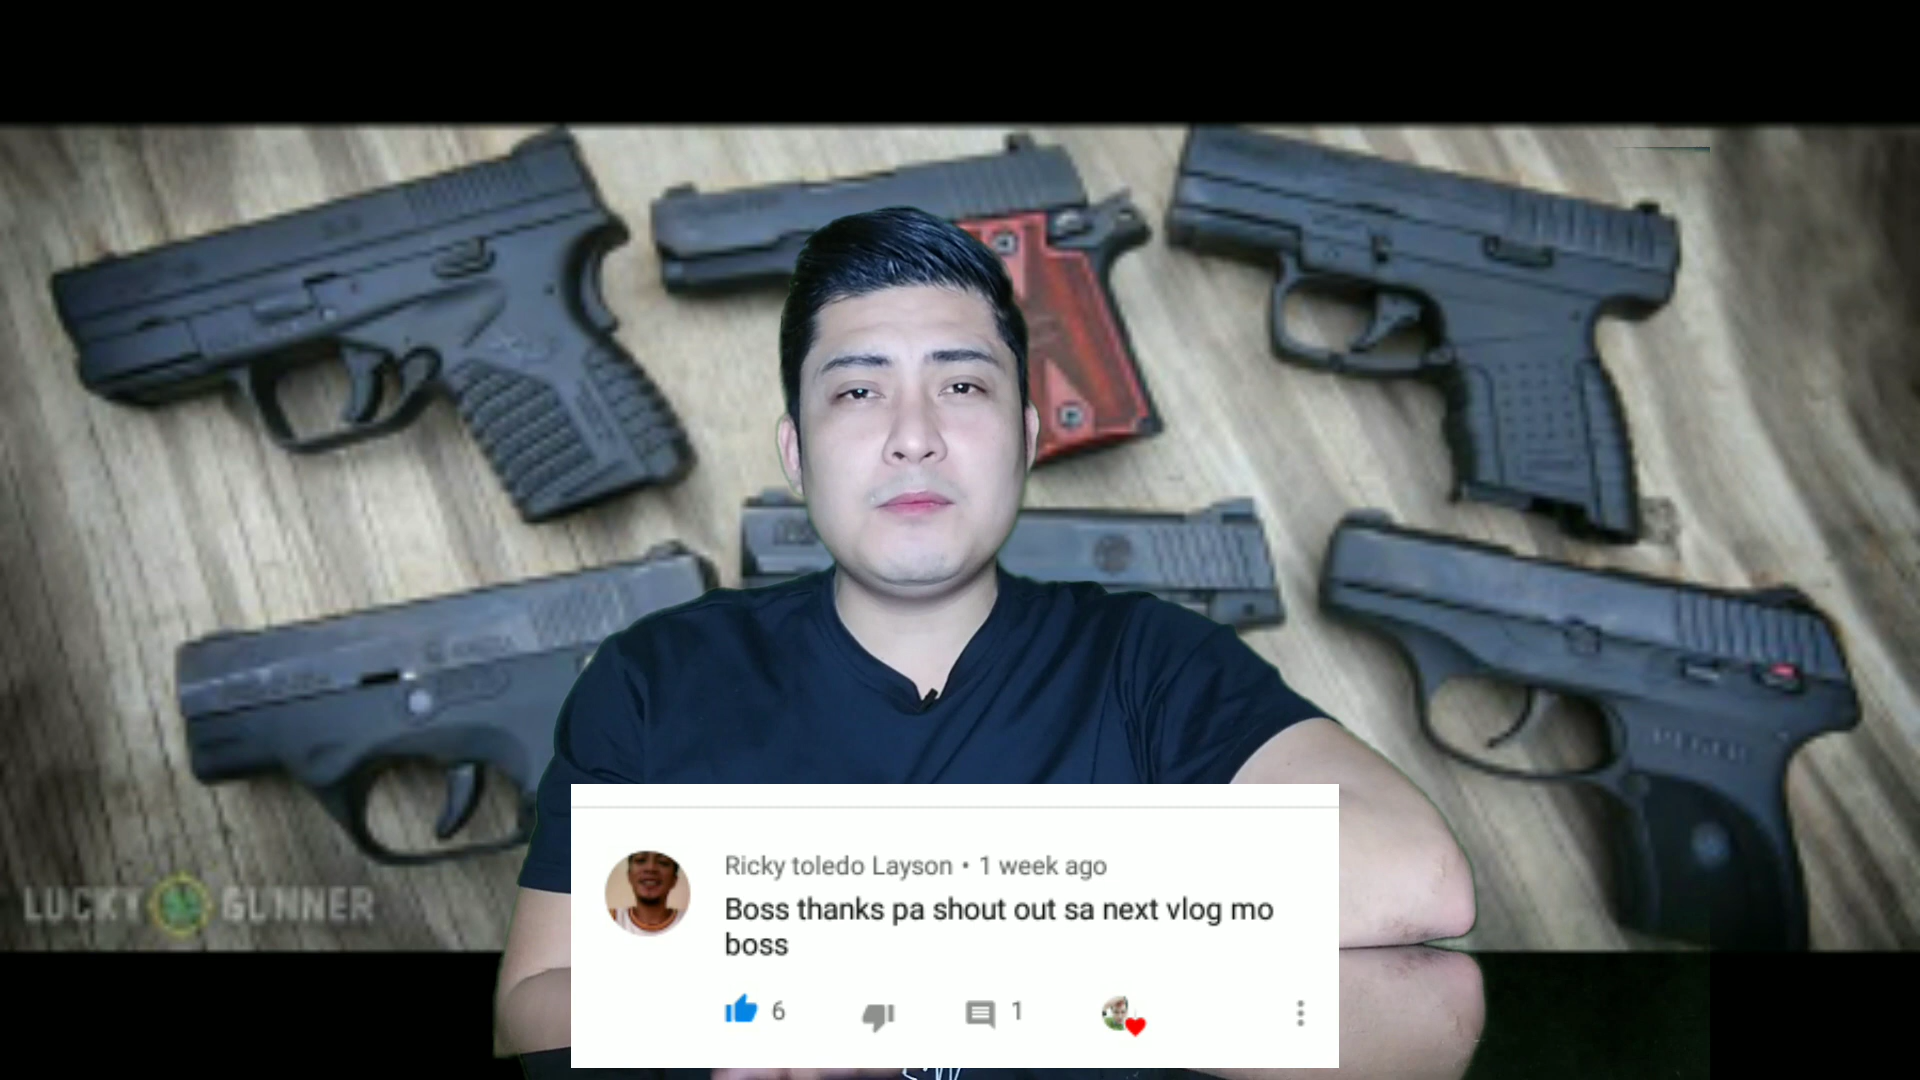 LUCKY GUNNER
Ricky toledo Layson • 1 week ago
Boss thanks pa shout out sa next vlog mo
boss
6
1